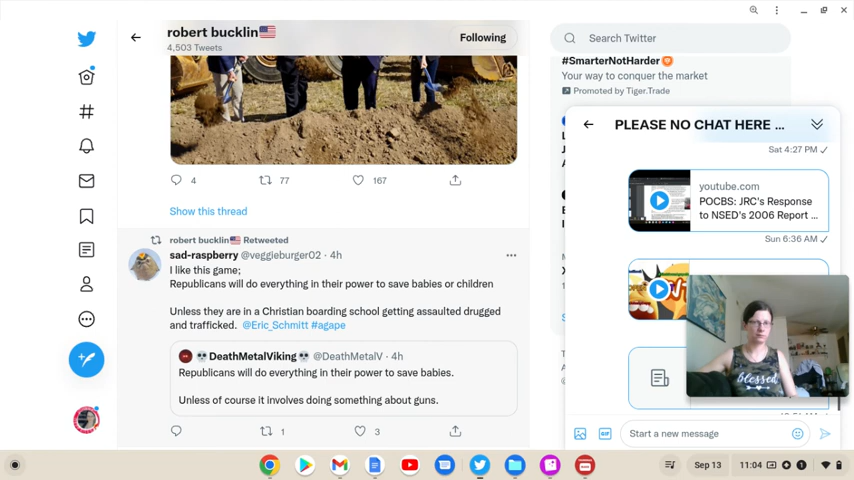 robert bucklin🇺🇸
4,503 Tweets
Following
4
77
167
Show this thread
robert bucklin🇺🇸 Retweeted
sad-raspberry @veggieburger02 · 4h
I like this game;
Republicans will do everything in their power to save babies or children
Unless they are in a Christian boarding school getting assaulted drugged
and trafficked. @Eric_Schmitt #agape
💀DeathMetalViking💀 @DeathMetalV · 4h
Republicans will do everything in their power to save babies.
Unless of course it involves doing something about guns.
1
3
Search Twitter
#SmarterNotHarder
Your way to conquer the market
Promoted by Tiger.Trade
PLEASE NO CHAT HERE ...
Sat 4:27 PM ✓
youtube.com
POCBS: JRC's Response
to NSED's 2006 Report ...
Sun 6:36 AM ✓
blessed
Start a new message
GIF
Sep 13
1
11:04